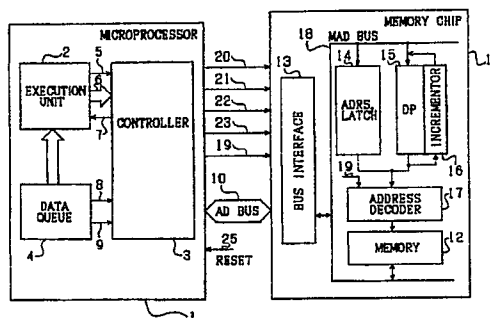 MICROPROCESSOR
2
EXECUTION
UNIT
5
6
7
CONTROLLER
3
DATA
QUEUE
4
8
9
1
20
21
22
23
19
10
AD BUS
25
RESET
MEMORY CHIP
18
MAD BUS
13
BUS INTERFACE
14
ADRS. LATCH
15
DP
INCREMENTOR
16
19
ADDRESS
DECODER
17
MEMORY
12